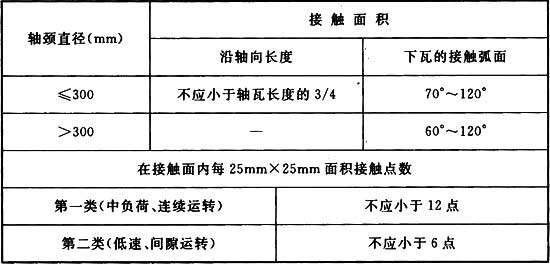 轴颈直径(mm)
接触面积
沿轴向长度
下瓦的接触弧面
≤300
不应小于轴瓦长度的3/4
70°～120°
＞300
—
60°～120°
在接触面内每25mm×25mm面积接触点数
第一类(中负荷、连续运转)
不应小于12点
第二类(低速、间隙运转)
不应小于6点